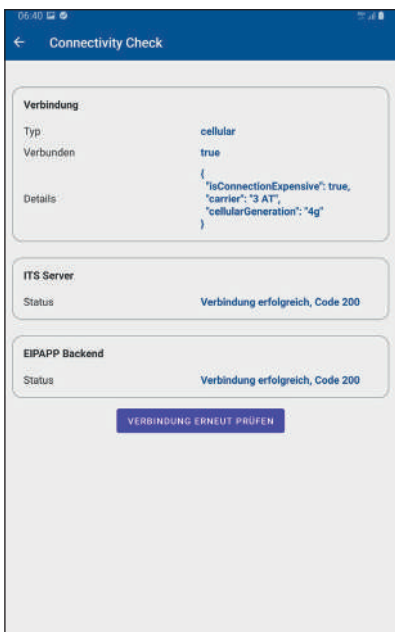 06:40
Connectivity Check
Verbindung
Typ cellular
Verbunden true
Details
{
"isConnectionExpensive": true,
"carrier": "3 AT",
"cellularGeneration": "4g"
}
ITS Server
Status Verbindung erfolgreich, Code 200
EIPAPP Backend
Status Verbindung erfolgreich, Code 200
VERBINDUNG ERNEUT PRÜFEN